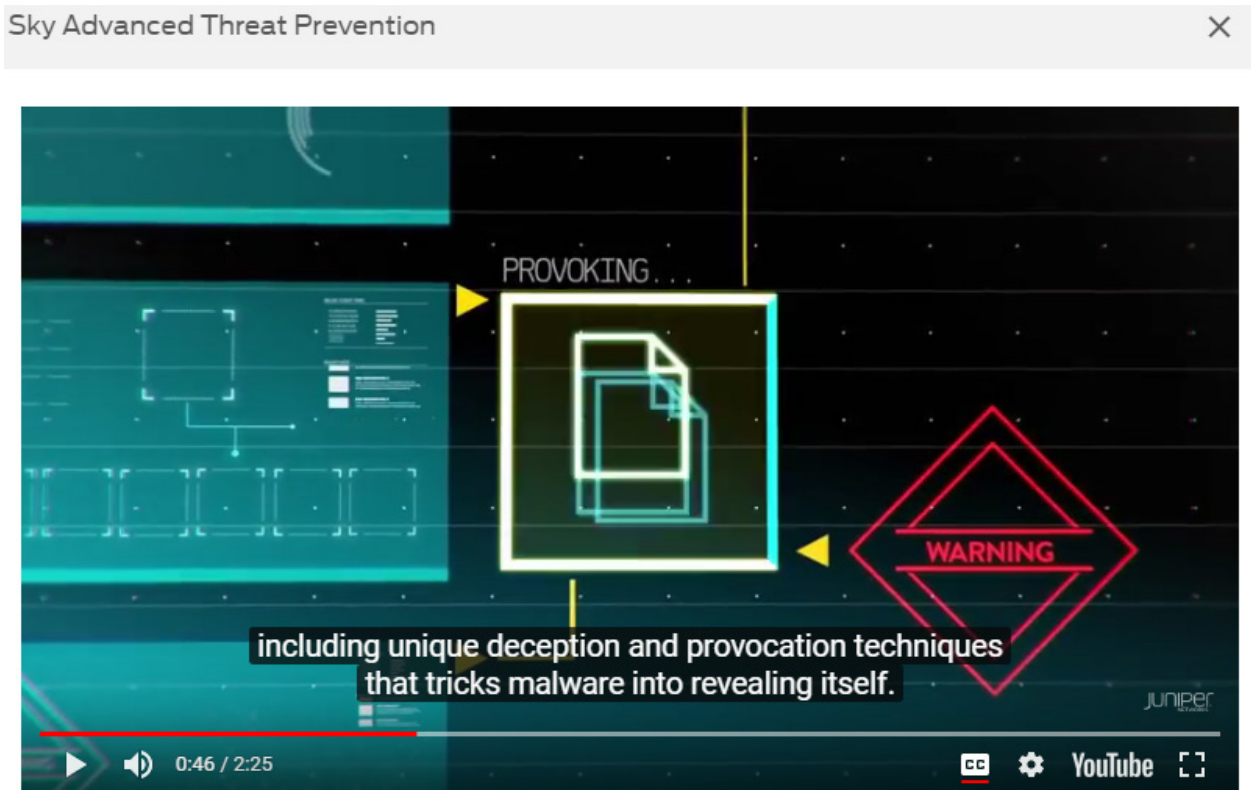 Sky Advanced Threat Prevention
PROVOKING...
WARNING
including unique deception and provocation techniques
that tricks malware into revealing itself.
JUNIPER
NETWORKS
0:46 / 2:25
CC
YouTube